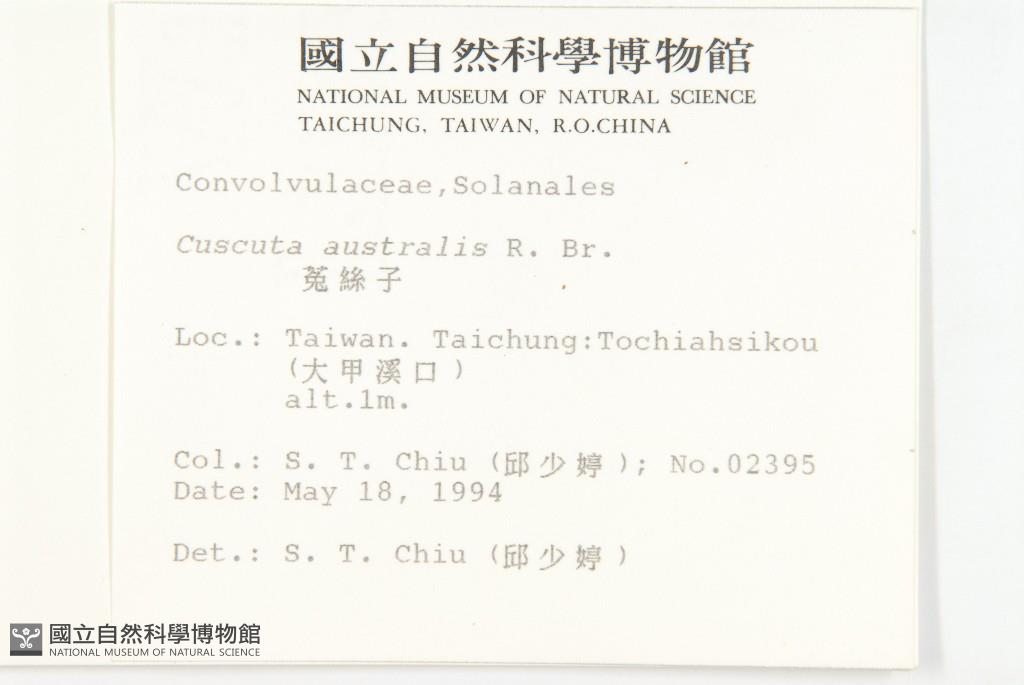 國立自然科學博物館
NATIONAL MUSEUM OF NATURAL SCIENCE
TAICHUNG, TAIWAN, R.O.CHINA
Convolvulaceae,Solanales
Cuscuta australis R. Br.
菟絲子
Loc.: Taiwan. Taichung:Tochiahsikou
(大甲溪口)
alt.1m.
Col.: S. T. Chiu (邱少婷); No.02395
Date: May 18, 1994
Det.: S. T. Chiu (邱少婷)
國立自然科學博物館
NATIONAL MUSEUM OF NATURAL SCIENCE